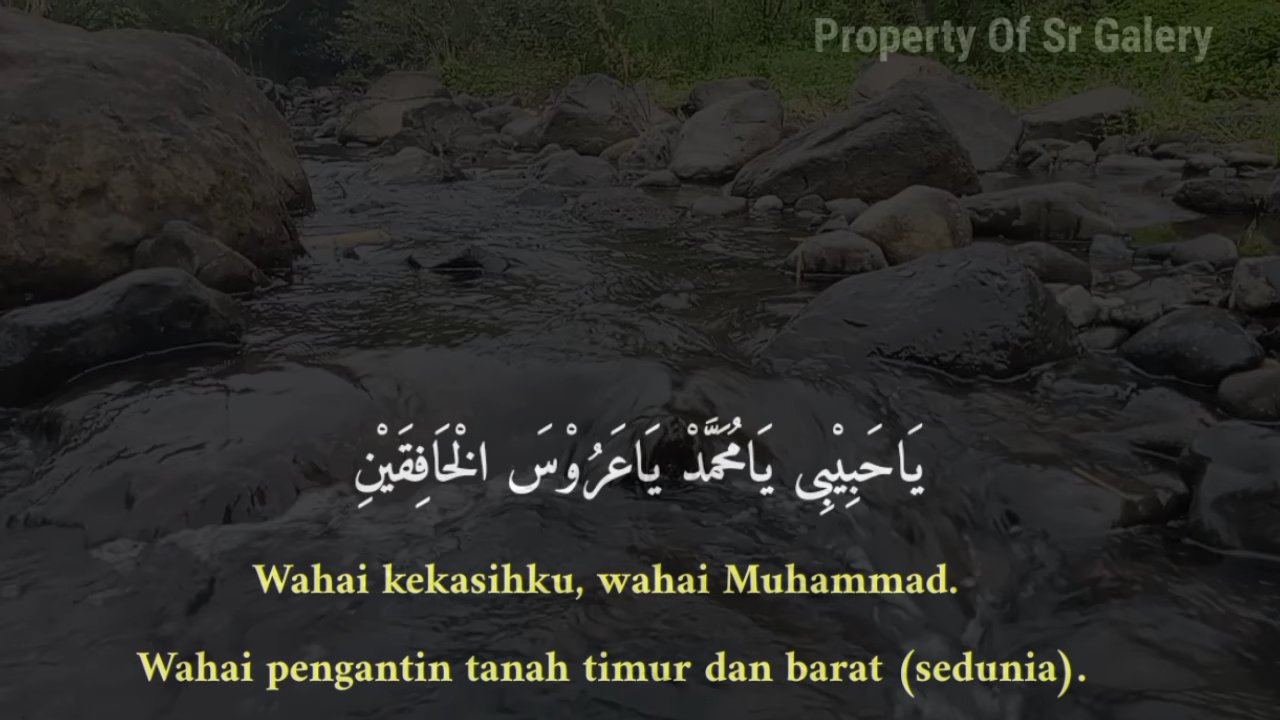 Property Of Sr Galery
يَاحَبِيْبِى يَامُحَمَّدْ يَاعَرُوْسَ الْخَافِقَيْنِ
Wahai kekasihku, wahai Muhammad.
Wahai pengantin tanah timur dan barat (sedunia).